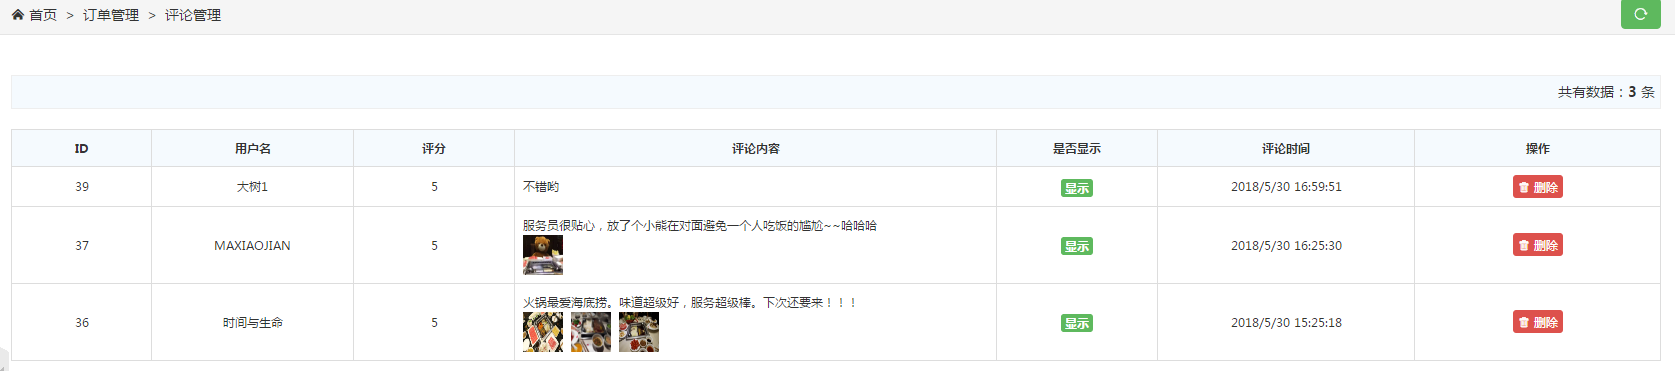 首页 > 订单管理 > 评论管理
共有数据：3 条
ID 用户名 评分 评论内容 是否显示 评论时间 操作
39 大树1 5 不错哟 显示 2018/5/30 16:59:51 删除
37 MAXIAOJIAN 5 服务员很贴心，放了个小熊在对面避免一个人吃饭的尴尬~~哈哈哈 显示 2018/5/30 16:25:30 删除
36 时间与生命 5 火锅最爱海底捞。味道超级好，服务超级棒。下次还要来！！！ 显示 2018/5/30 15:25:18 删除